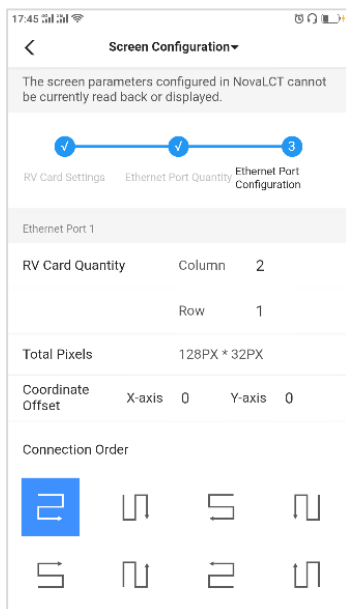 17:45
Screen Configuration
The screen parameters configured in NovaLCT cannot
be currently read back or displayed.
3
RV Card Settings
Ethernet Port Quantity
Ethernet Port
Configuration
Ethernet Port 1
RV Card Quantity Column 2
Row 1
Total Pixels 128PX * 32PX
Coordinate
Offset X-axis 0 Y-axis 0
Connection Order